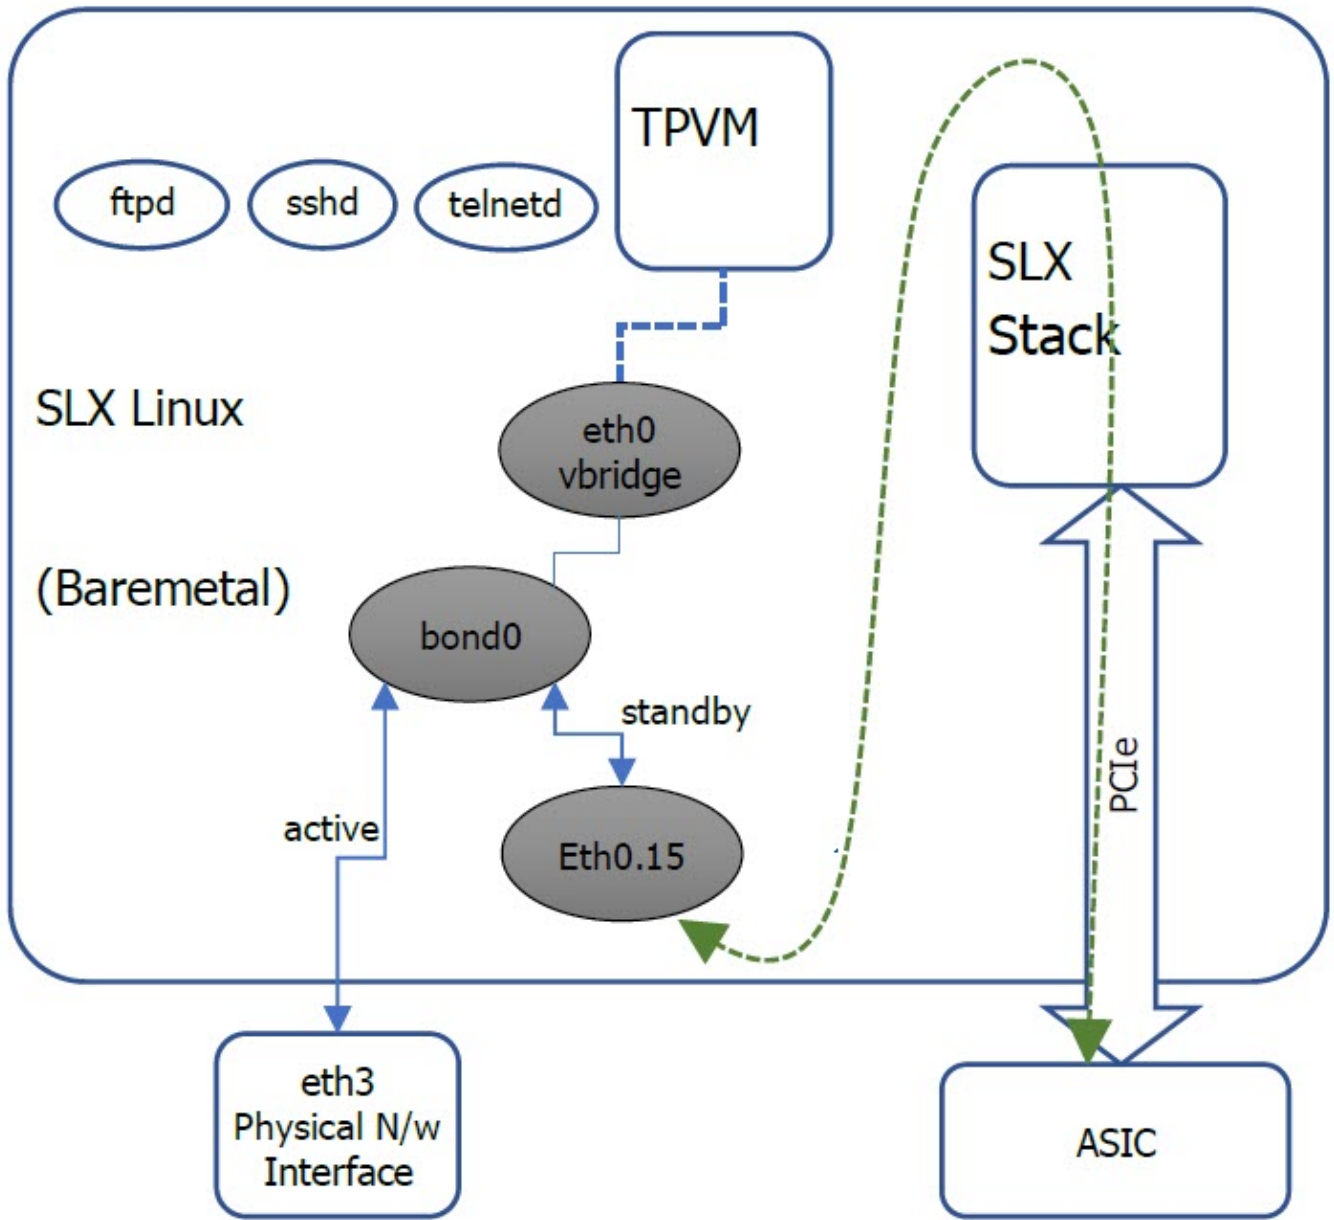 TPVM
ftpd
sshd
telnetd
SLX
Stack
SLX Linux
eth0
vbridge
(Baremetal)
bond0
standby
PCIe
active
Eth0.15
eth3
Physical N/w
Interface
ASIC